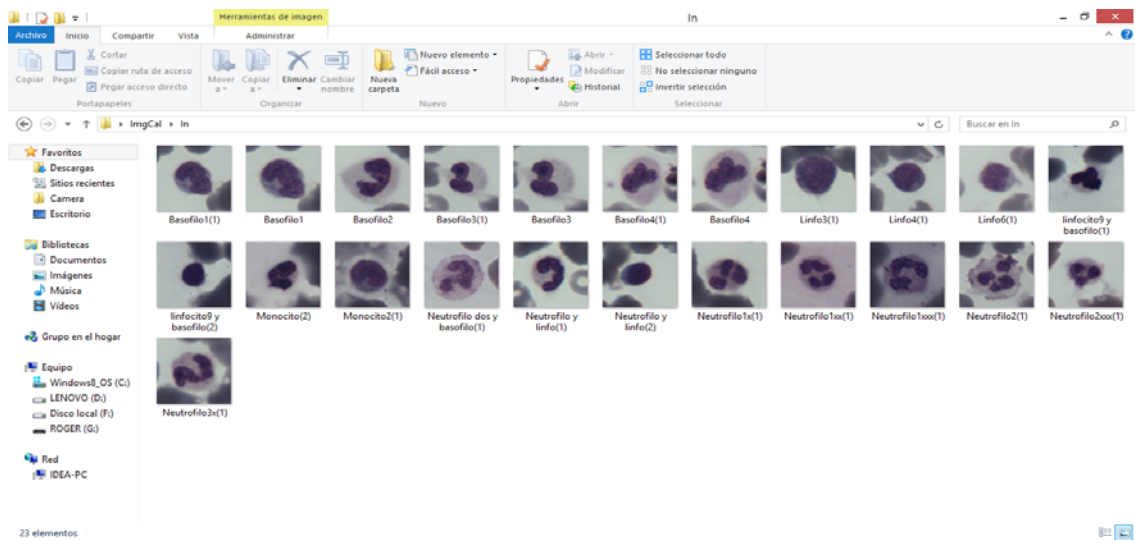 Herramientas de imagen
In
Archivo Inicio Compartir Vista Administrar
Copiar
Pegar
Cortar
Copiar ruta de acceso
Pegar acceso directo
Portapapeles
Mover a
Copiar a
Eliminar
Cambiar nombre
Organizar
Nueva carpeta
Nuevo elemento
Fácil acceso
Nuevo
Propiedades
Abrir
Modificar
Historial
Abrir
Seleccionar todo
No seleccionar ninguno
Invertir selección
Seleccionar
ImgCal In
Buscar en In
Favoritos
Descargas
Sitios recientes
Camera
Escritorio
Bibliotecas
Documentos
Imágenes
Música
Vídeos
Grupo en el hogar
Equipo
Windows8_OS (C:)
LENOVO (D:)
Disco local (F:)
ROGER (G:)
Red
IDEA-PC
Basofilo1(1)
Basofilo1
Basofilo2
Basofilo3(1)
Basofilo3
Basofilo4(1)
Basofilo4
Linfo3(1)
Linfo4(1)
Linfo6(1)
linfocito9 y
basofilo(1)
linfocito9 y
basofilo(2)
Monocito(2)
Monocito2(1)
Neutrofilo dos y
basofilo(1)
Neutrofilo y
linfo(1)
Neutrofilo y
linfo(2)
Neutrofilo1x(1)
Neutrofilo1xx(1)
Neutrofilo1xxx(1)
Neutrofilo2(1)
Neutrofilo2xxx(1)
Neutrofilo3x(1)
23 elementos